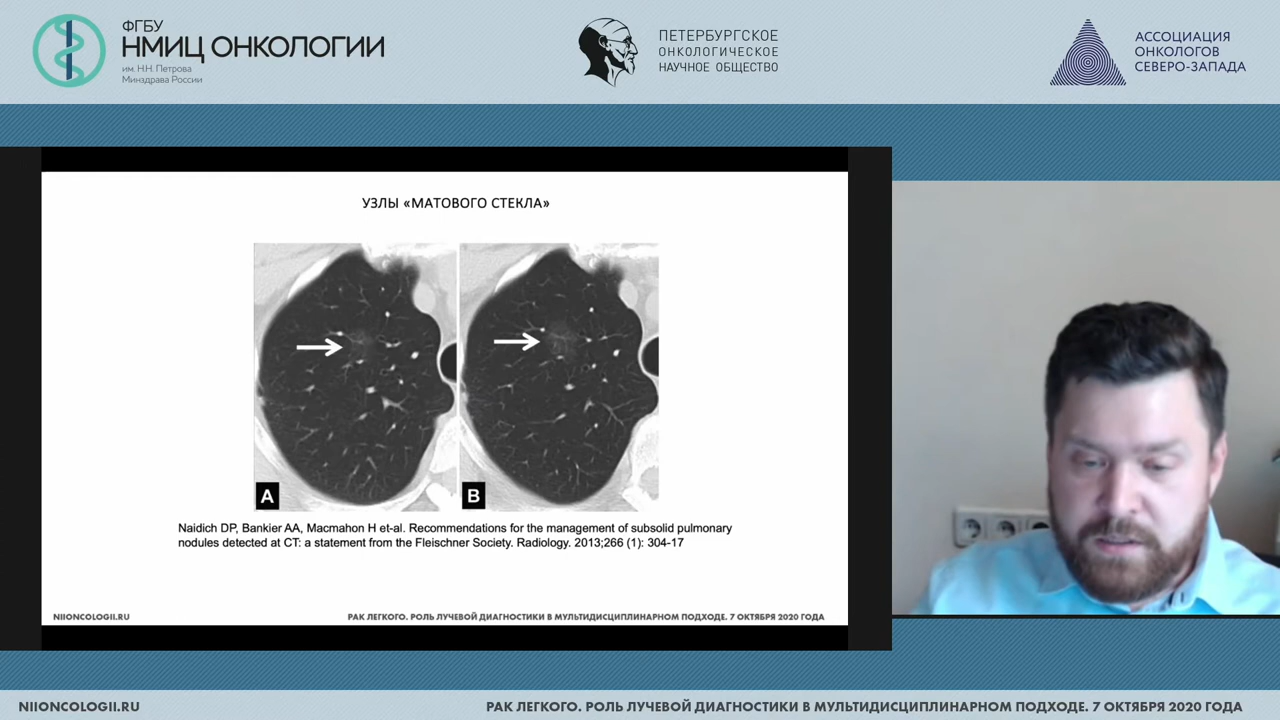 ФГБУ
НМИЦ ОНКОЛОГИИ
им. Н.Н. Петрова
Минздрава России
ПЕТЕРБУРГСКОЕ
ОНКОЛОГИЧЕСКОЕ
НАУЧНОЕ ОБЩЕСТВО
АССОЦИАЦИЯ
ОНКОЛОГОВ
СЕВЕРО-ЗАПАДА
УЗЛЫ «МАТОВОГО СТЕКЛА»
A
B
Naidich DP, Bankier AA, Macmahon H et-al. Recommendations for the management of subsolid pulmonary
nodules detected at CT: a statement from the Fleischner Society. Radiology. 2013;266 (1): 304-17
NIIONCOLOGII.RU
РАК ЛЕГКОГО. РОЛЬ ЛУЧЕВОЙ ДИАГНОСТИКИ В МУЛЬТИДИСЦИПЛИНАРНОМ ПОДХОДЕ. 7 ОКТЯБРЯ 2020 ГОДА
NIIONCOLOGII.RU
РАК ЛЕГКОГО. РОЛЬ ЛУЧЕВОЙ ДИАГНОСТИКИ В МУЛЬТИДИСЦИПЛИНАРНОМ ПОДХОДЕ. 7 ОКТЯБРЯ 2020 ГОДА